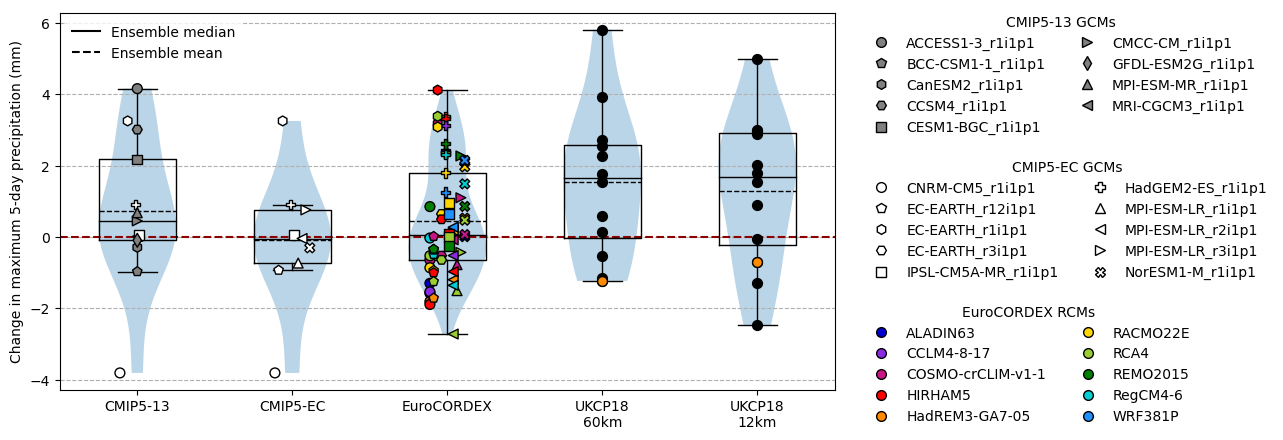 Change in maximum 5-day precipitation (mm)
6
4
2
0
−2
−4
Ensemble median
Ensemble mean
CMIP5-13
CMIP5-EC
EuroCORDEX
UKCP18
60km
UKCP18
12km
CMIP5-13 GCMs
ACCESS1-3_r1i1p1
BCC-CSM1-1_r1i1p1
CanESM2_r1i1p1
CCSM4_r1i1p1
CESM1-BGC_r1i1p1
CMCC-CM_r1i1p1
GFDL-ESM2G_r1i1p1
MPI-ESM-MR_r1i1p1
MRI-CGCM3_r1i1p1
CMIP5-EC GCMs
CNRM-CM5_r1i1p1
EC-EARTH_r12i1p1
EC-EARTH_r1i1p1
EC-EARTH_r3i1p1
IPSL-CM5A-MR_r1i1p1
HadGEM2-ES_r1i1p1
MPI-ESM-LR_r1i1p1
MPI-ESM-LR_r2i1p1
MPI-ESM-LR_r3i1p1
NorESM1-M_r1i1p1
EuroCORDEX RCMs
ALADIN63
CCLM4-8-17
COSMO-crCLIM-v1-1
HIRHAM5
HadREM3-GA7-05
RACMO22E
RCA4
REMO2015
RegCM4-6
WRF381P